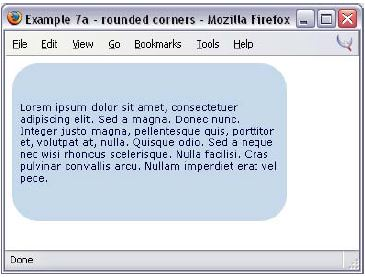 Example 7a - rounded corners - Mozilla Firefox
File Edit View Go Bookmarks Tools Help
Lorem ipsum dolor sit amet, consectetuer
adipiscing elit. Sed a magna. Donec nunc.
Integer justo magna, pellentesque quis, porttitor
et, volutpat at, nulla. Quisque odio. Sed a neque
nec wisi rhoncus scelerisque. Nulla facilisi. Cras
pulvinar convallis arcu. Nullam imperdiet erat vel
pede.
Done